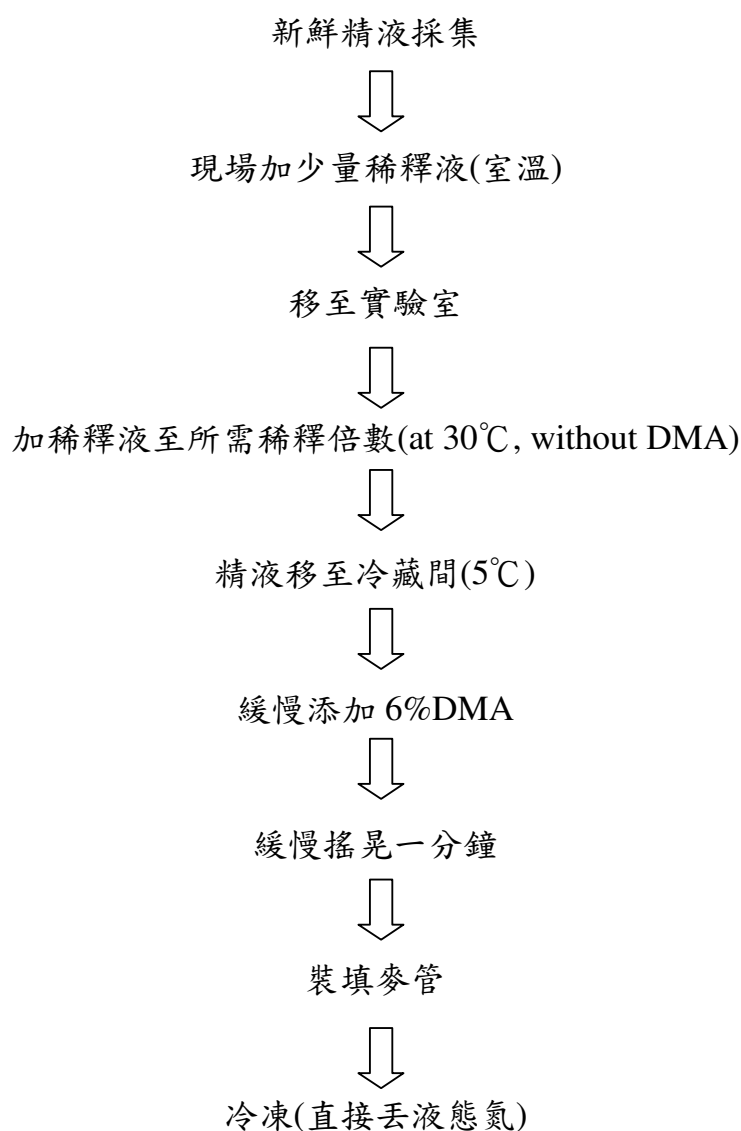 新鮮精液採集
現場加少量稀釋液(室溫)
移至實驗室
加稀釋液至所需稀釋倍數(at 30℃, without DMA)
精液移至冷藏間(5℃)
緩慢添加 6%DMA
緩慢搖晃一分鐘
裝填麥管
冷凍(直接丟液態氮)